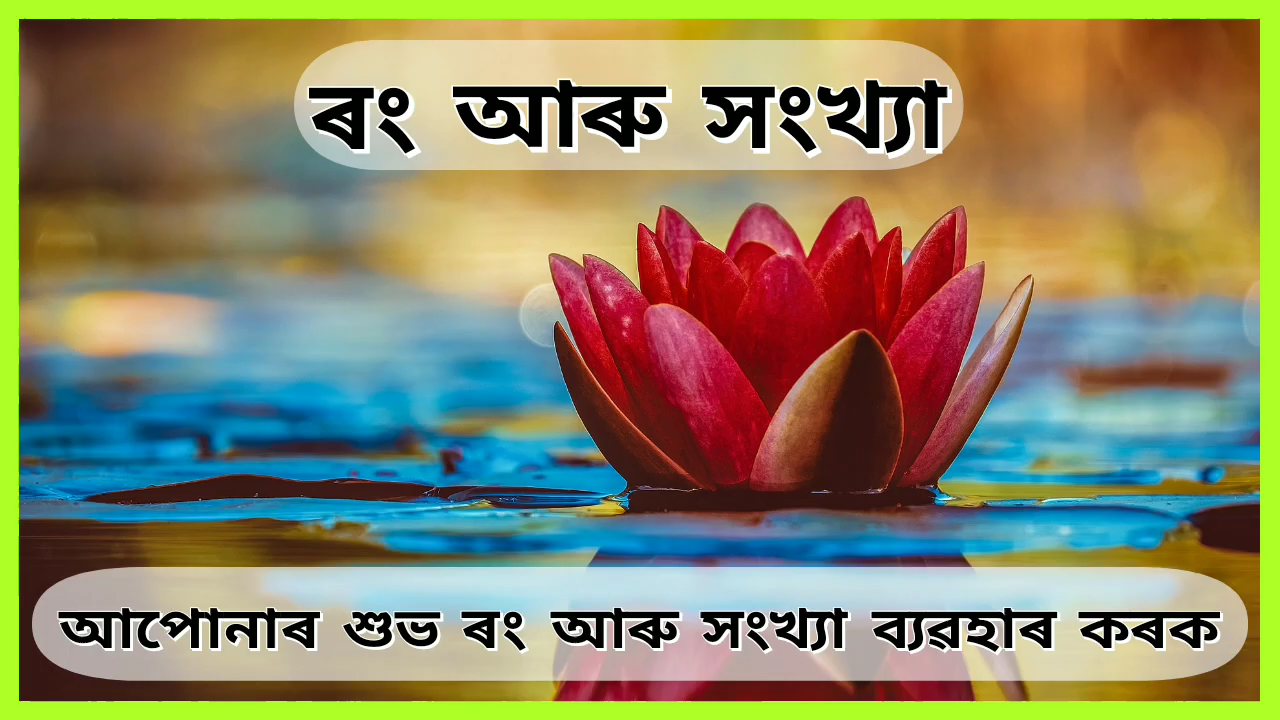 ৰং আৰু সংখ্যা
আপোনাৰ শুভ ৰং আৰু সংখ্যা ব্যৱহাৰ কৰক